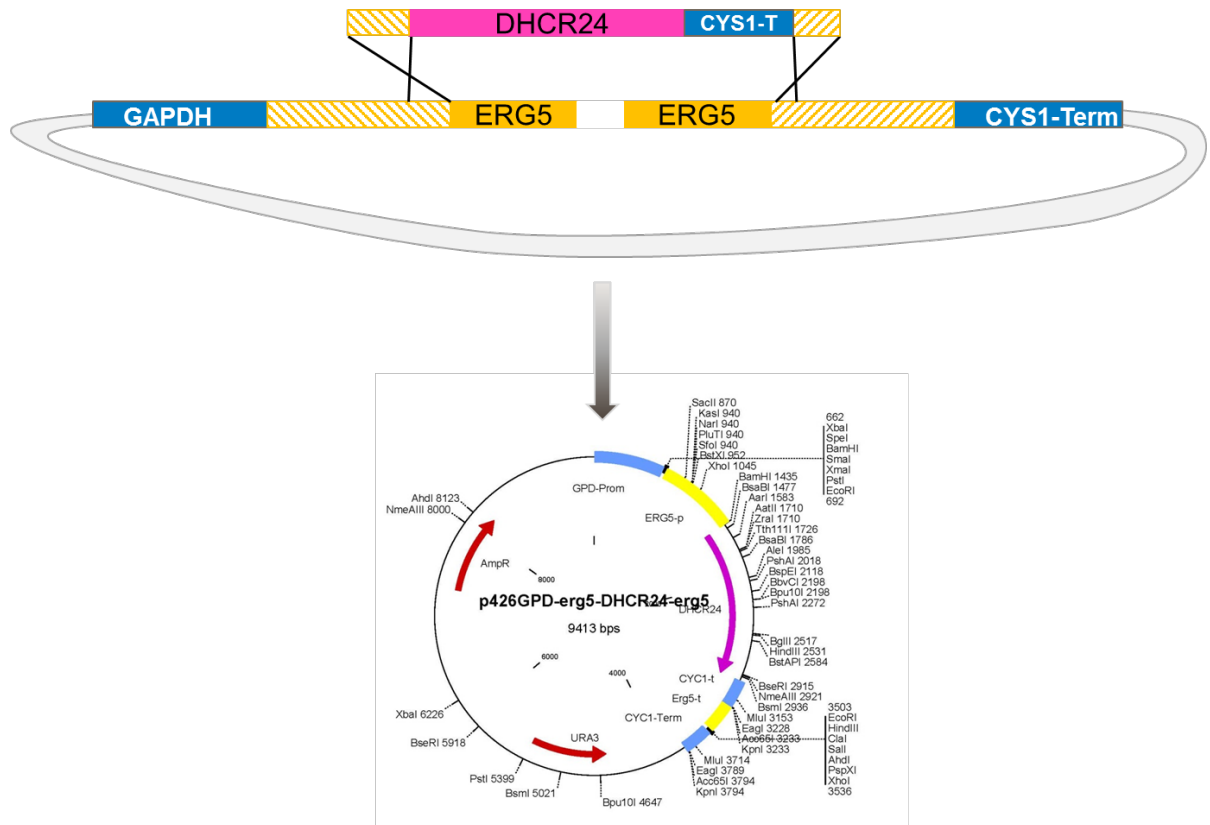 DHCR24
CYS1-T
GAPDH
ERG5
ERG5
CYS1-Term
SacII 870
KasI 940
NarI 940
PluTI 940
SfoI 940
BstXI 952
XhoI 1045
BamHI 1435
BsaBI 1477
AarI 1583
AatII 1710
ZraI 1710
Tth111I 1726
BsaBI 1786
AleI 1985
PshAI 2018
BspEI 2118
BbvCI 2198
Bpu10I 2198
PshAI 2272
BglII 2517
HindIII 2531
BstAPI 2584
BseRI 2915
NmeAIII 2921
BsmI 2936
MluI 3153
EagI 3228
Acc65I 3233
KpnI 3233
MluI 3714
EagI 3789
Acc65I 3794
KpnI 3794
662
XbaI
SpeI
BamHI
SmaI
XmaI
PstI
EcoRI
692
3503
EcoRI
HindIII
ClaI
SalI
AhdI
PspXI
XhoI
3536
GPD-Prom
ERG5-p
AhdI 8123
NmeAIII 8000
AmpR
8000
p426GPD-erg5-DHCR24-erg5
DHCR24
9413 bps
6000
4000
CYC1-t
Erg5-t
CYC1-Term
XbaI 6226
BseRI 5918
URA3
PstI 5399
BsmI 5021
Bpu10I 4647